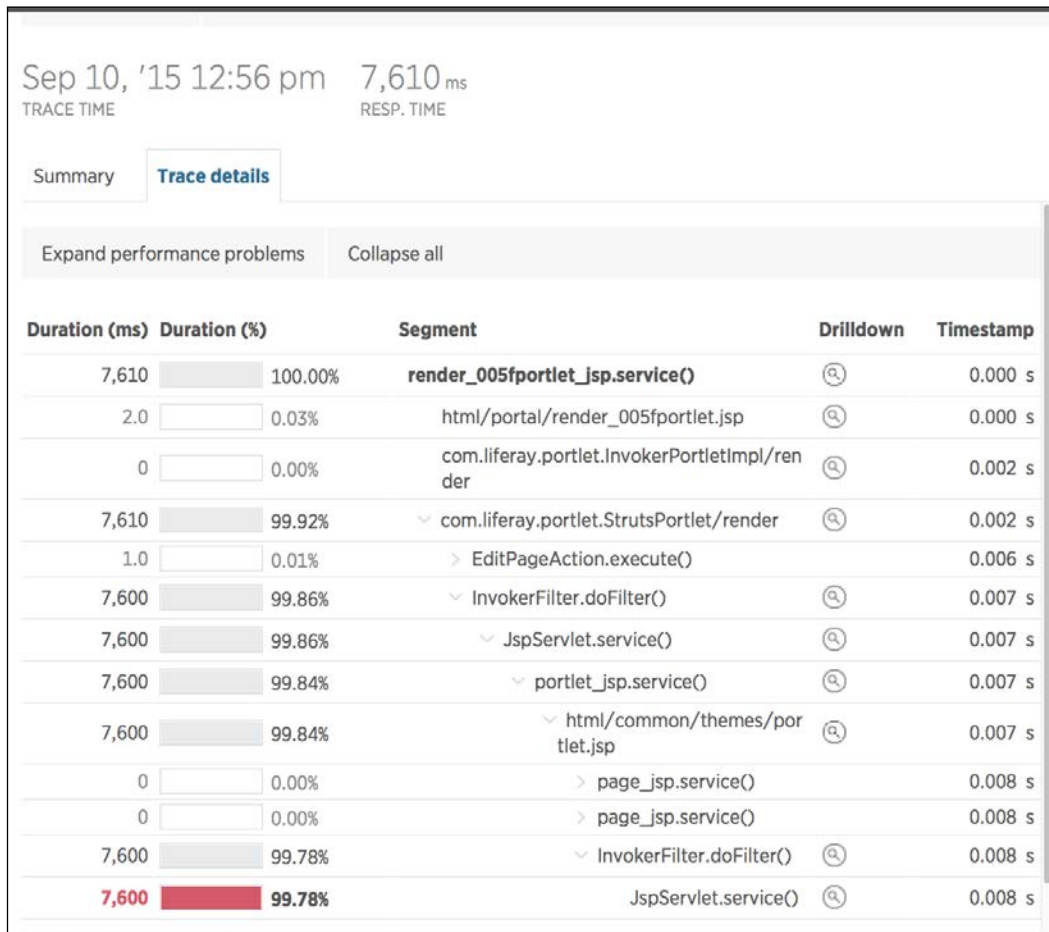 Sep 10, '15 12:56 pm 7,610 ms
TRACE TIME RESP. TIME
Summary Trace details
Expand performance problems Collapse all
Duration (ms) Duration (%) Segment Drilldown Timestamp
7,610 100.00% render_005fportlet_jsp.service() 0.000 s
2.0 0.03% html/portal/render_005fportlet.jsp 0.000 s
0 0.00% com.liferay.portlet.InvokerPortletImpl/ren
der 0.002 s
7,610 99.92% com.liferay.portlet.StrutsPortlet/render 0.002 s
1.0 0.01% EditPageAction.execute() 0.006 s
7,600 99.86% InvokerFilter.doFilter() 0.007 s
7,600 99.86% JspServlet.service() 0.007 s
7,600 99.84% portlet_jsp.service() 0.007 s
7,600 99.84% html/common/themes/por
tlet.jsp 0.007 s
0 0.00% page_jsp.service() 0.008 s
0 0.00% page_jsp.service() 0.008 s
7,600 99.78% InvokerFilter.doFilter() 0.008 s
7,600 99.78% JspServlet.service() 0.008 s